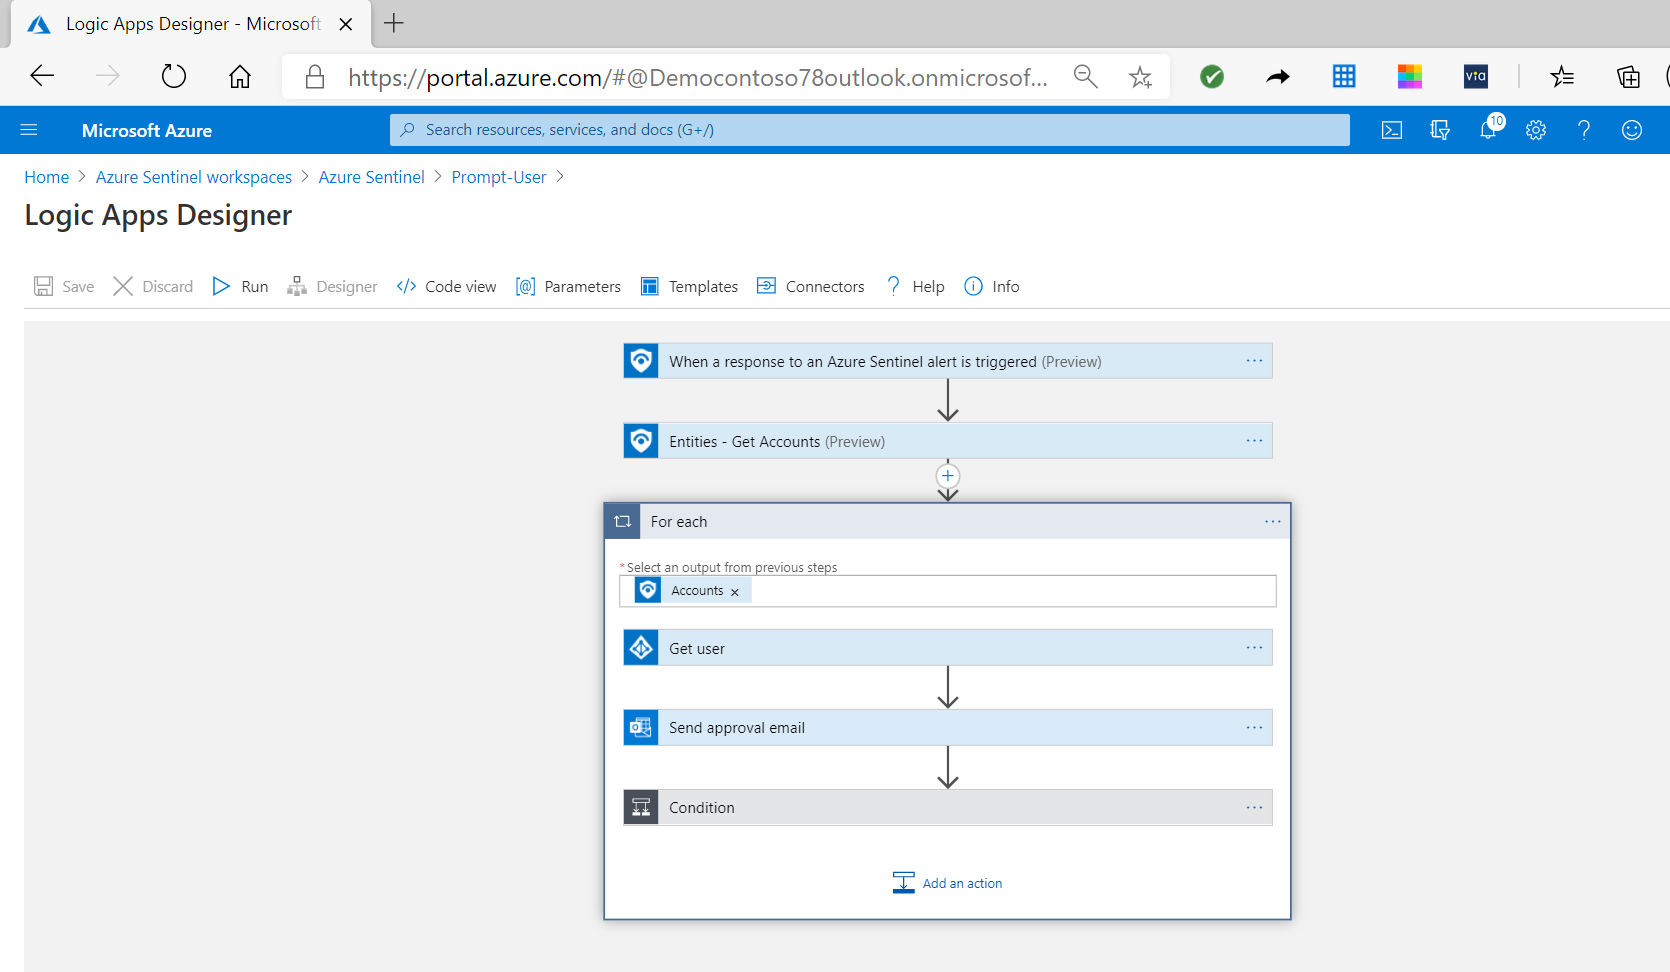 Logic Apps Designer - Microsoft
https://portal.azure.com/#@Democontoso78outlook.onmicrosof...
via
Microsoft Azure
Search resources, services, and docs (G+/)
10
Home > Azure Sentinel workspaces > Azure Sentinel > Prompt-User >
Logic Apps Designer
Save Discard Run Designer Code view Parameters Templates Connectors Help Info
When a response to an Azure Sentinel alert is triggered (Preview)
Entities - Get Accounts (Preview)
For each
*Select an output from previous steps
Accounts
Get user
Send approval email
Condition
Add an action